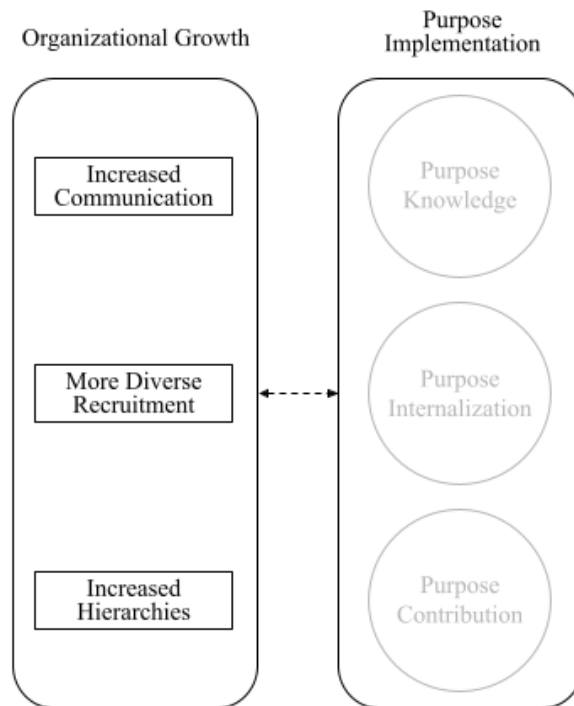 Organizational Growth
Purpose
Implementation
Increased
Communication
Purpose
Knowledge
More Diverse
Recruitment
Purpose
Internalization
Increased
Hierarchies
Purpose
Contribution